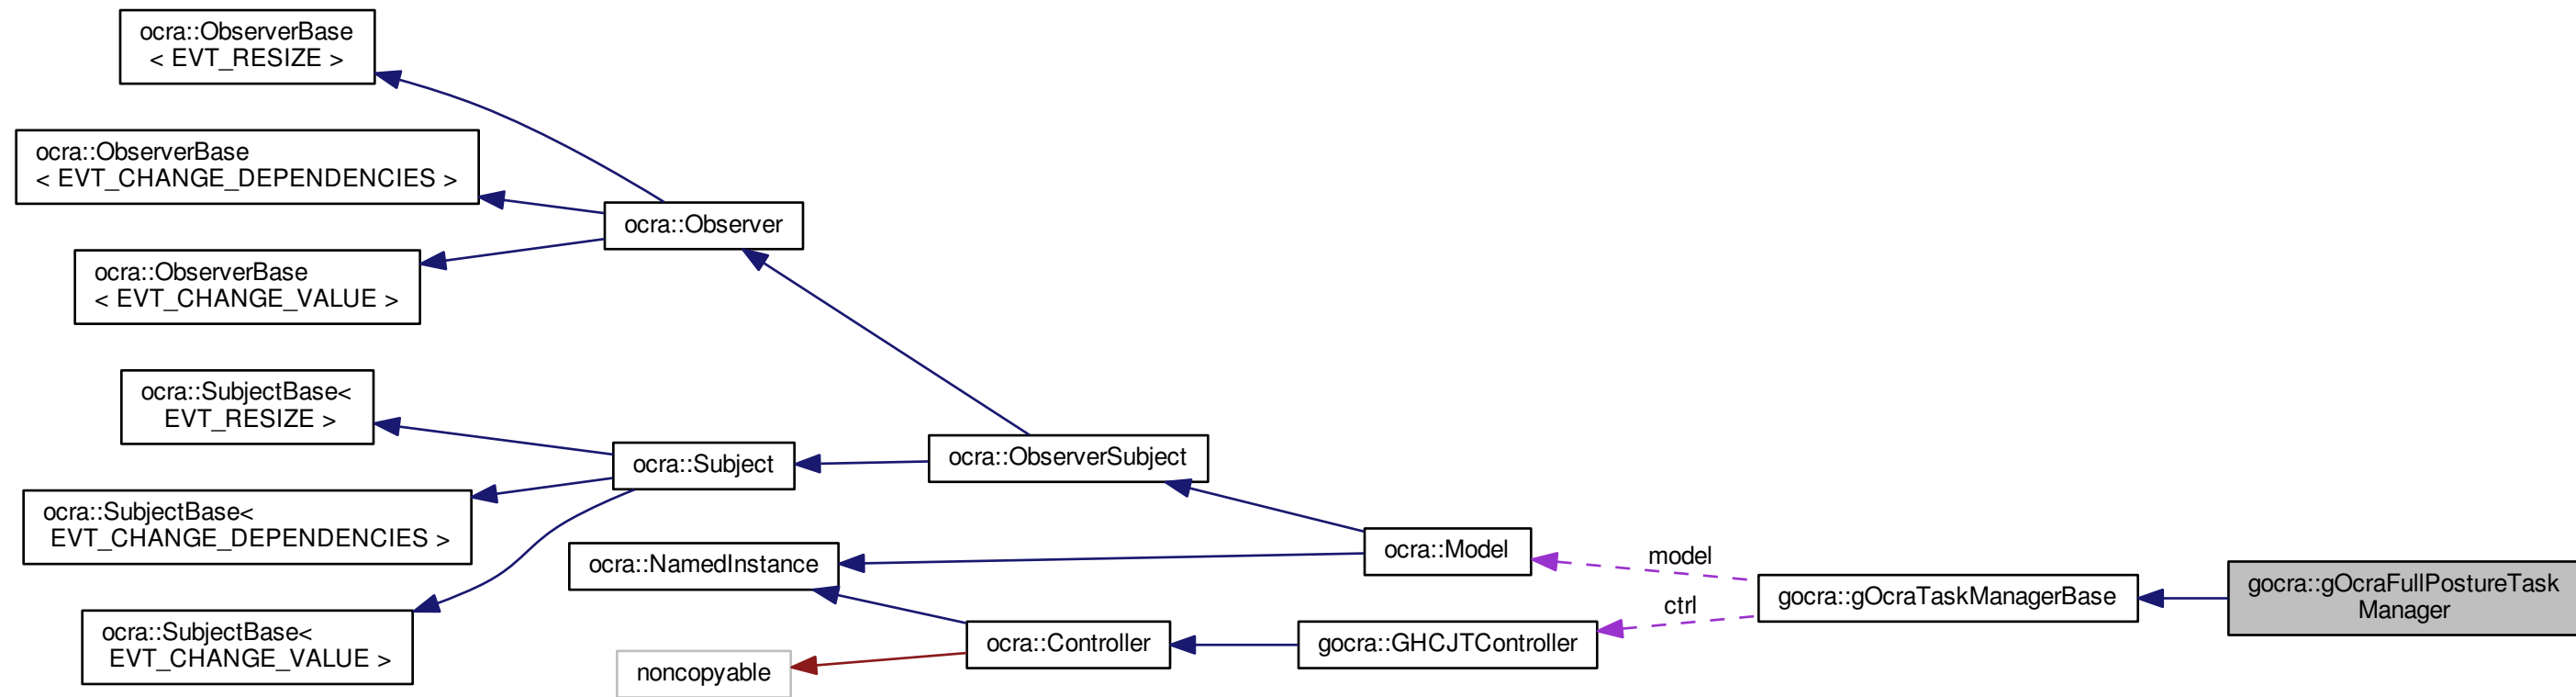 ocra::ObserverBase
< EVT_RESIZE >
ocra::ObserverBase
< EVT_CHANGE_DEPENDENCIES >
ocra::Observer
ocra::ObserverBase
< EVT_CHANGE_VALUE >
ocra::SubjectBase<
EVT_RESIZE >
ocra::Subject
ocra::ObserverSubject
ocra::SubjectBase<
EVT_CHANGE_DEPENDENCIES >
ocra::NamedInstance
ocra::Model
model
ctrl
gocra::gOcraTaskManagerBase
gocra::gOcraFullPostureTask
Manager
ocra::SubjectBase<
EVT_CHANGE_VALUE >
noncopyable
ocra::Controller
gocra::GHCJTController